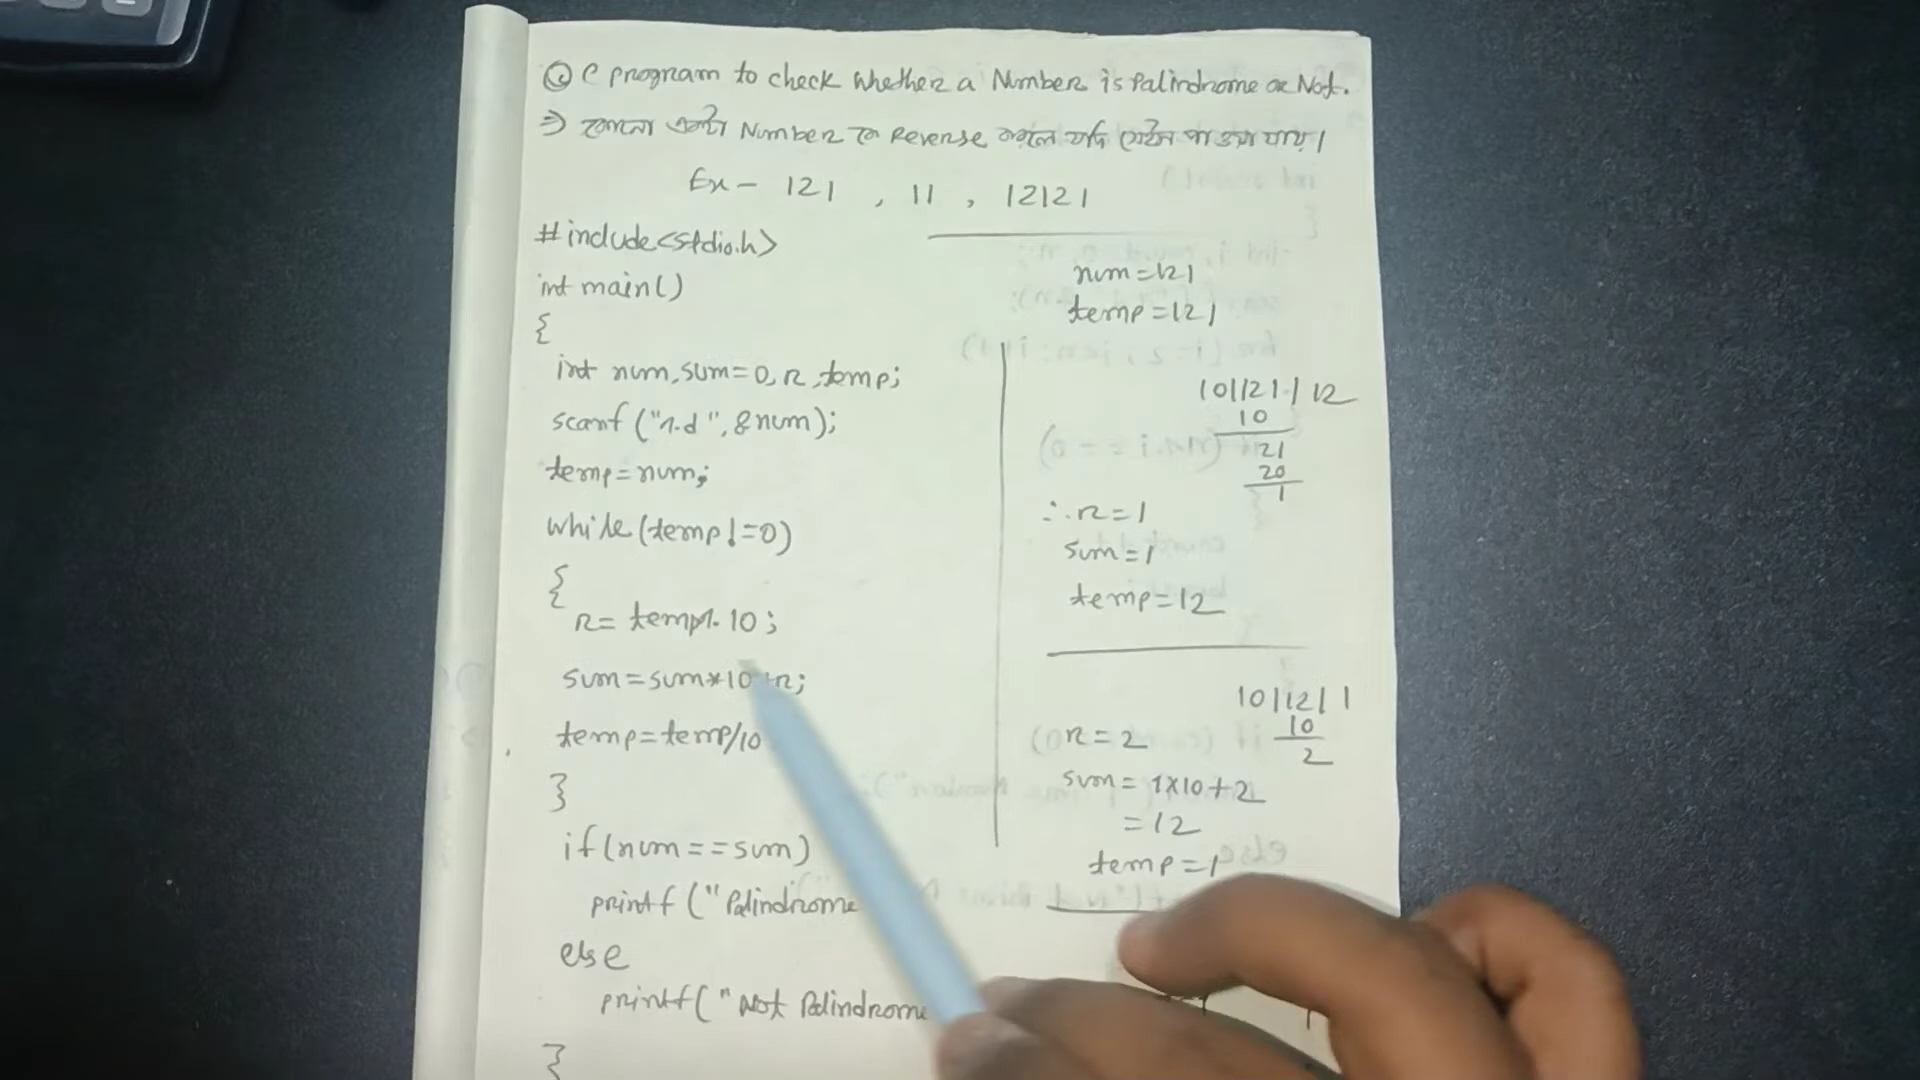 Q C program to check whether a Number is Palindrome or Not.
⇒ কোনো একটা Number কে Reverse করলে যদি সেটাই পাওয়া যায়।
Ex - 121 , 11 , 12121
#include<stdio.h>
int main()
{
int num,sum=0,r,temp;
scanf("%d",&num);
temp=num;
while(temp!=0)
{
r= temp%10;
sum=sum*10+r;
temp=temp/10
}
if(num==sum)
printf("Palindrome
else
printf("Not Palindrome
}
num=121
temp=121
10|121|12
10
21
20
1
∴ r=1
sum=1
temp=12
10|12|1
10
2
r=2
sum= 1×10+2
=12
temp=1